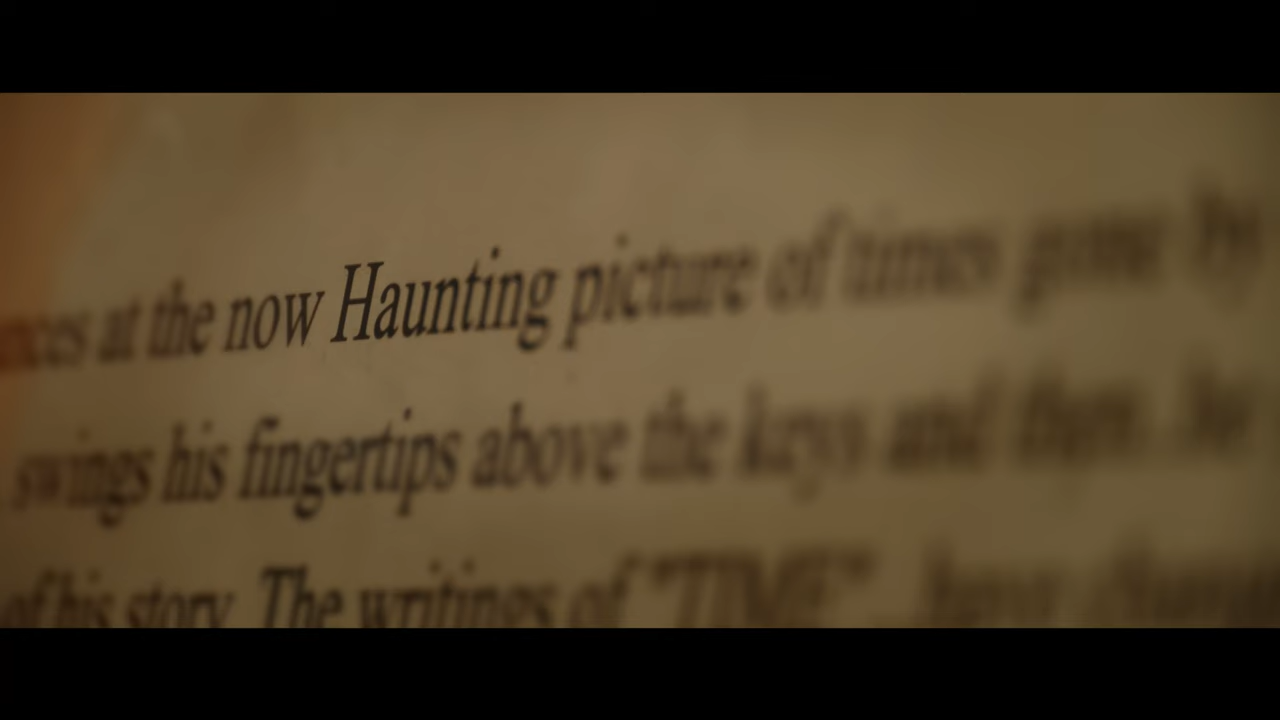 at the now Haunting picture of times gone by
swings his fingertips above the keys and then
of his story. The writings of "TIME"